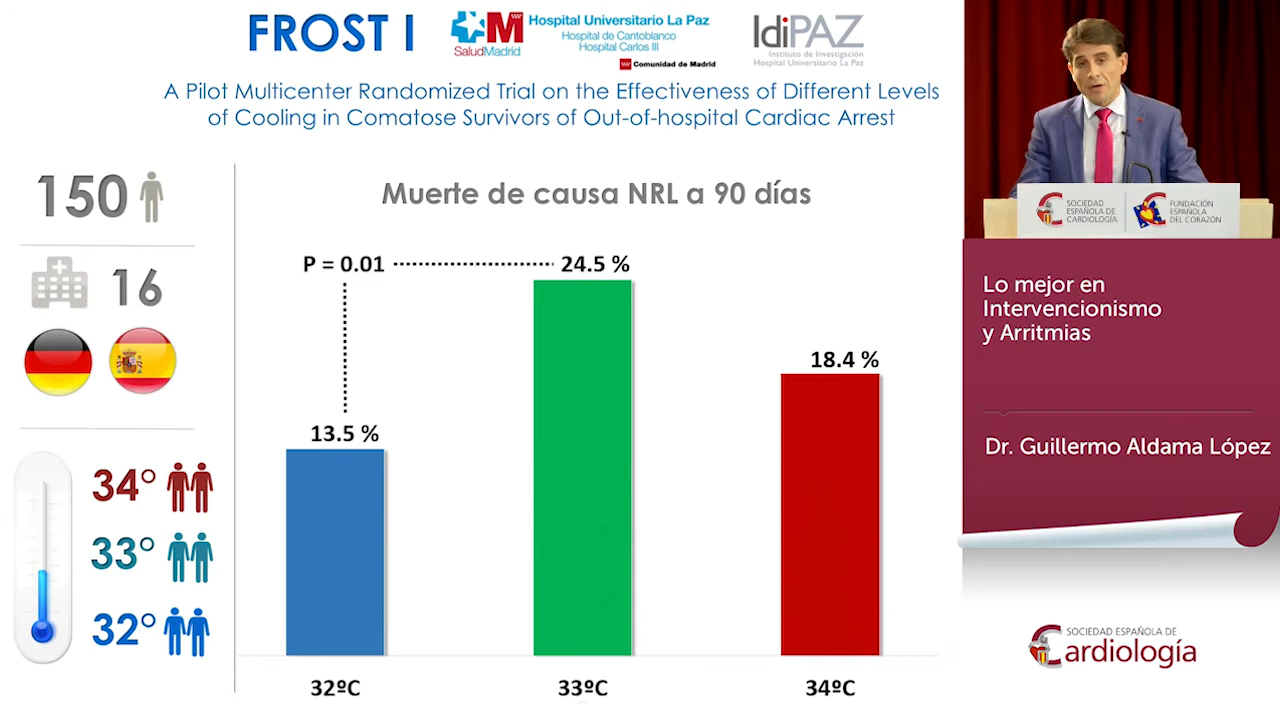 FROST I
SaludMadrid
Hospital Universitario La Paz
Hospital de Cantoblanco
Hospital Carlos III
Comunidad de Madrid
IdiPAZ
Instituto de Investigación
Hospital Universitario La Paz
A Pilot Multicenter Randomized Trial on the Effectiveness of Different Levels
of Cooling in Comatose Survivors of Out-of-hospital Cardiac Arrest
150
16
34°
33°
32°
Muerte de causa NRL a 90 días
P = 0.01
24.5 %
18.4 %
13.5 %
32ºC
33ºC
34ºC
SOCIEDAD
ESPAÑOLA DE
CARDIOLOGÍA
FUNDACIÓN
ESPAÑOLA
DEL CORAZÓN
Lo mejor en
Intervencionismo
y Arritmias
Dr. Guillermo Aldama López
SOCIEDAD ESPAÑOLA DE
Cardiología